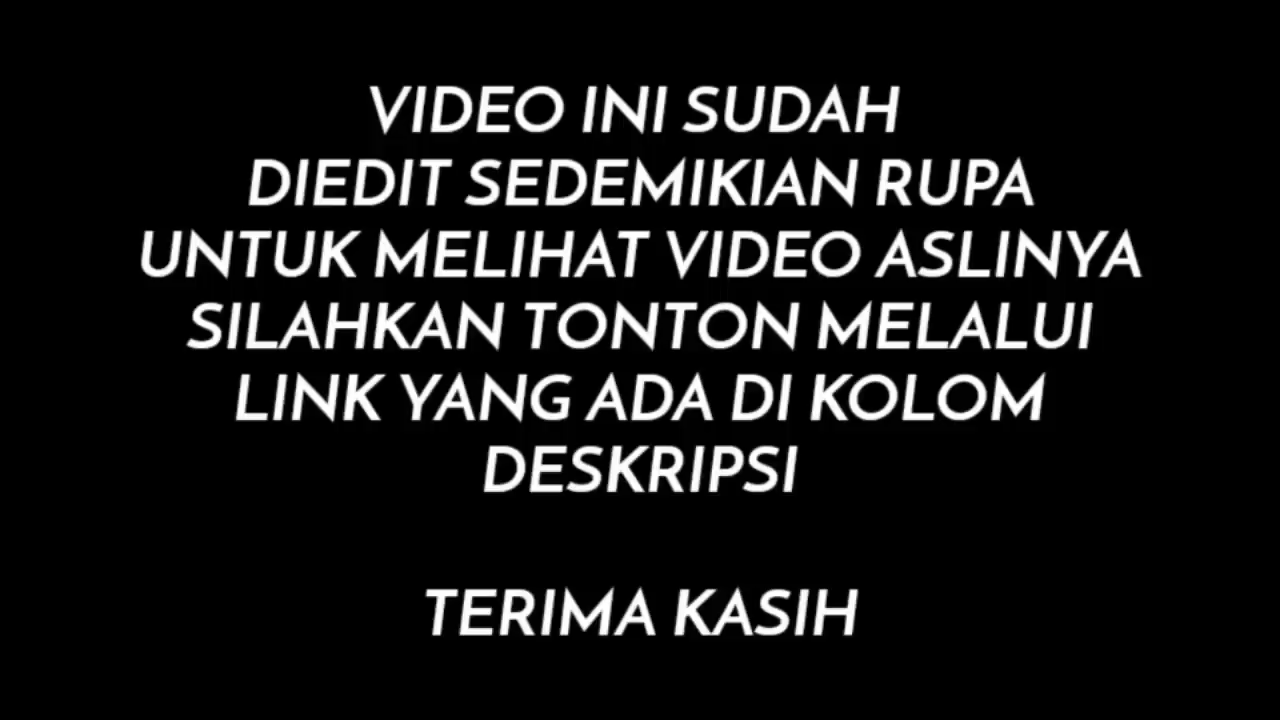 VIDEO INI SUDAH
DIEDIT SEDEMIKIAN RUPA
UNTUK MELIHAT VIDEO ASLINYA
SILAHKAN TONTON MELALUI
LINK YANG ADA DI KOLOM
DESKRIPSI
TERIMA KASIH